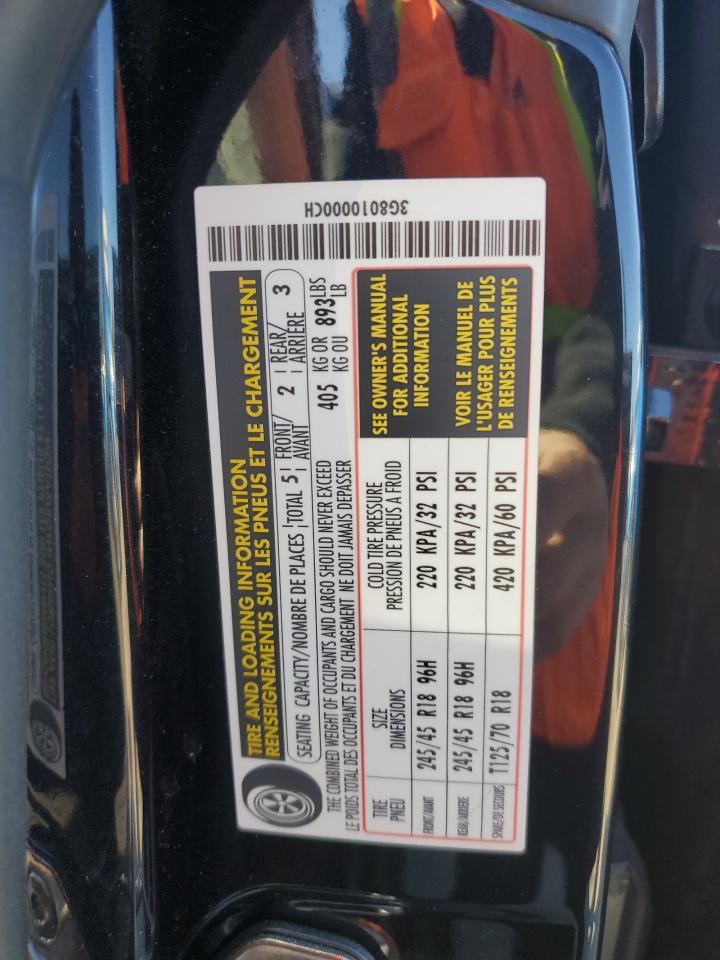 TIRE AND LOADING INFORMATION
RENSEIGNEMENTS SUR LES PNEUS ET LE CHARGEMENT
SEATING CAPACITY/NOMBRE DE PLACES TOTAL 5 FRONT/AVANT 2 REAR/ARRIÈRE 3
THE COMBINED WEIGHT OF OCCUPANTS AND CARGO SHOULD NEVER EXCEED 405 KG OR 893 LBS
LE POIDS TOTAL DES OCCUPANTS ET DU CHARGEMENT NE DOIT JAMAIS DEPASSER KG OU LB
TIRE SIZE COLD TIRE PRESSURE
PNEU DIMENSIONS PRESSION DE PNEUS A FROID
FRONT/AVANT 245/45 R18 96H 220 KPA/32 PSI
REAR/ARRIERE 245/45 R18 96H 220 KPA/32 PSI
SPARE/DE SECOURS T125/70 R18 420 KPA/60 PSI
SEE OWNER'S MANUAL
FOR ADDITIONAL
INFORMATION
VOIR LE MANUEL DE
L'USAGER POUR PLUS
DE RENSEIGNEMENTS
3G8010000CH